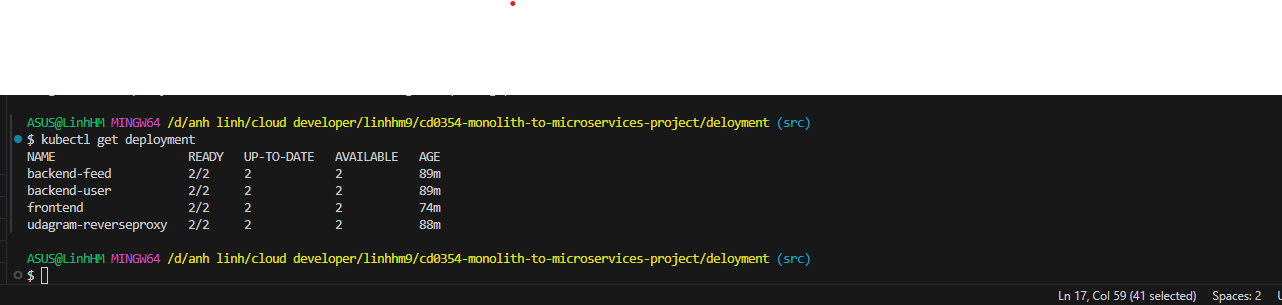 ASUS@LinhHM MINGW64 /d/anh linh/cloud developer/linhhm9/cd0354-monolith-to-microservices-project/deloyment (src)
$ kubectl get deployment
NAME READY UP-TO-DATE AVAILABLE AGE
backend-feed 2/2 2 2 89m
backend-user 2/2 2 2 89m
frontend 2/2 2 2 74m
udagram-reverseproxy 2/2 2 2 88m
ASUS@LinhHM MINGW64 /d/anh linh/cloud developer/linhhm9/cd0354-monolith-to-microservices-project/deloyment (src)
$
Ln 17, Col 59 (41 selected) Spaces: 2